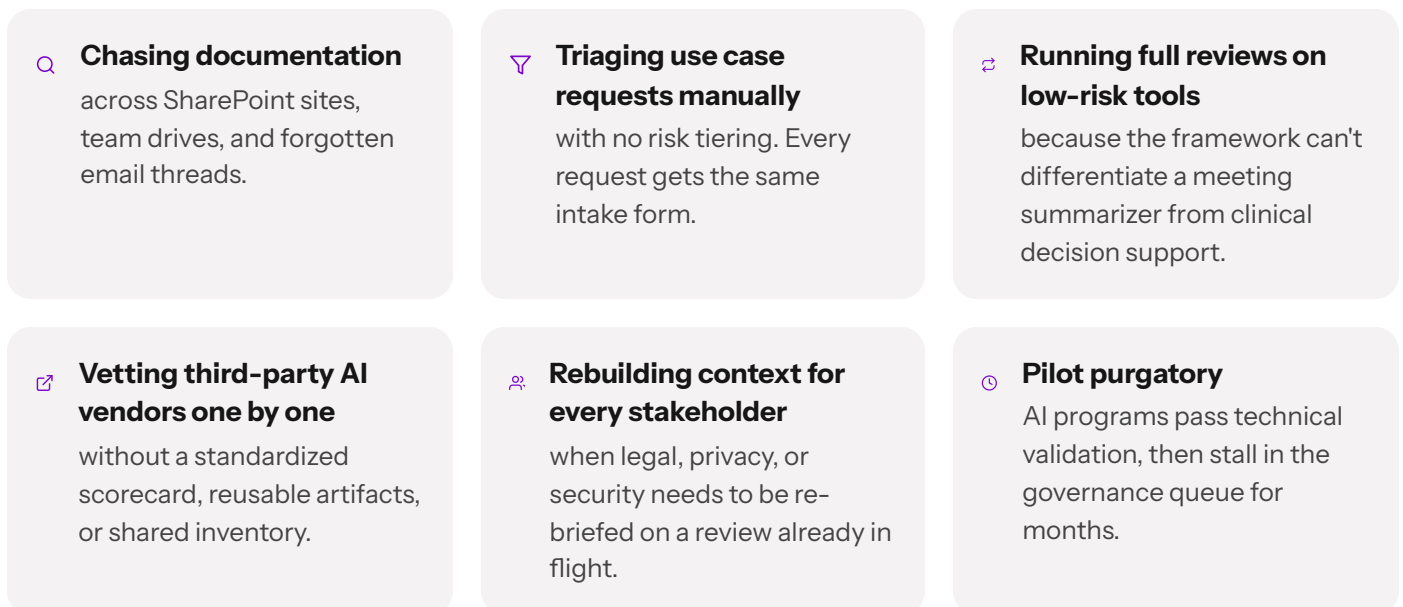 Chasing documentation
across SharePoint sites,
team drives, and forgotten
email threads.
Triaging use case
requests manually
with no risk tiering. Every
request gets the same
intake form.
Running full reviews on
low-risk tools
because the framework can't
differentiate a meeting
summarizer from clinical
decision support.
Vetting third-party AI
vendors one by one
without a standardized
scorecard, reusable artifacts,
or shared inventory.
Rebuilding context for
every stakeholder
when legal, privacy, or
security needs to be re-
briefed on a review already in
flight.
Pilot purgatory
AI programs pass technical
validation, then stall in the
governance queue for
months.